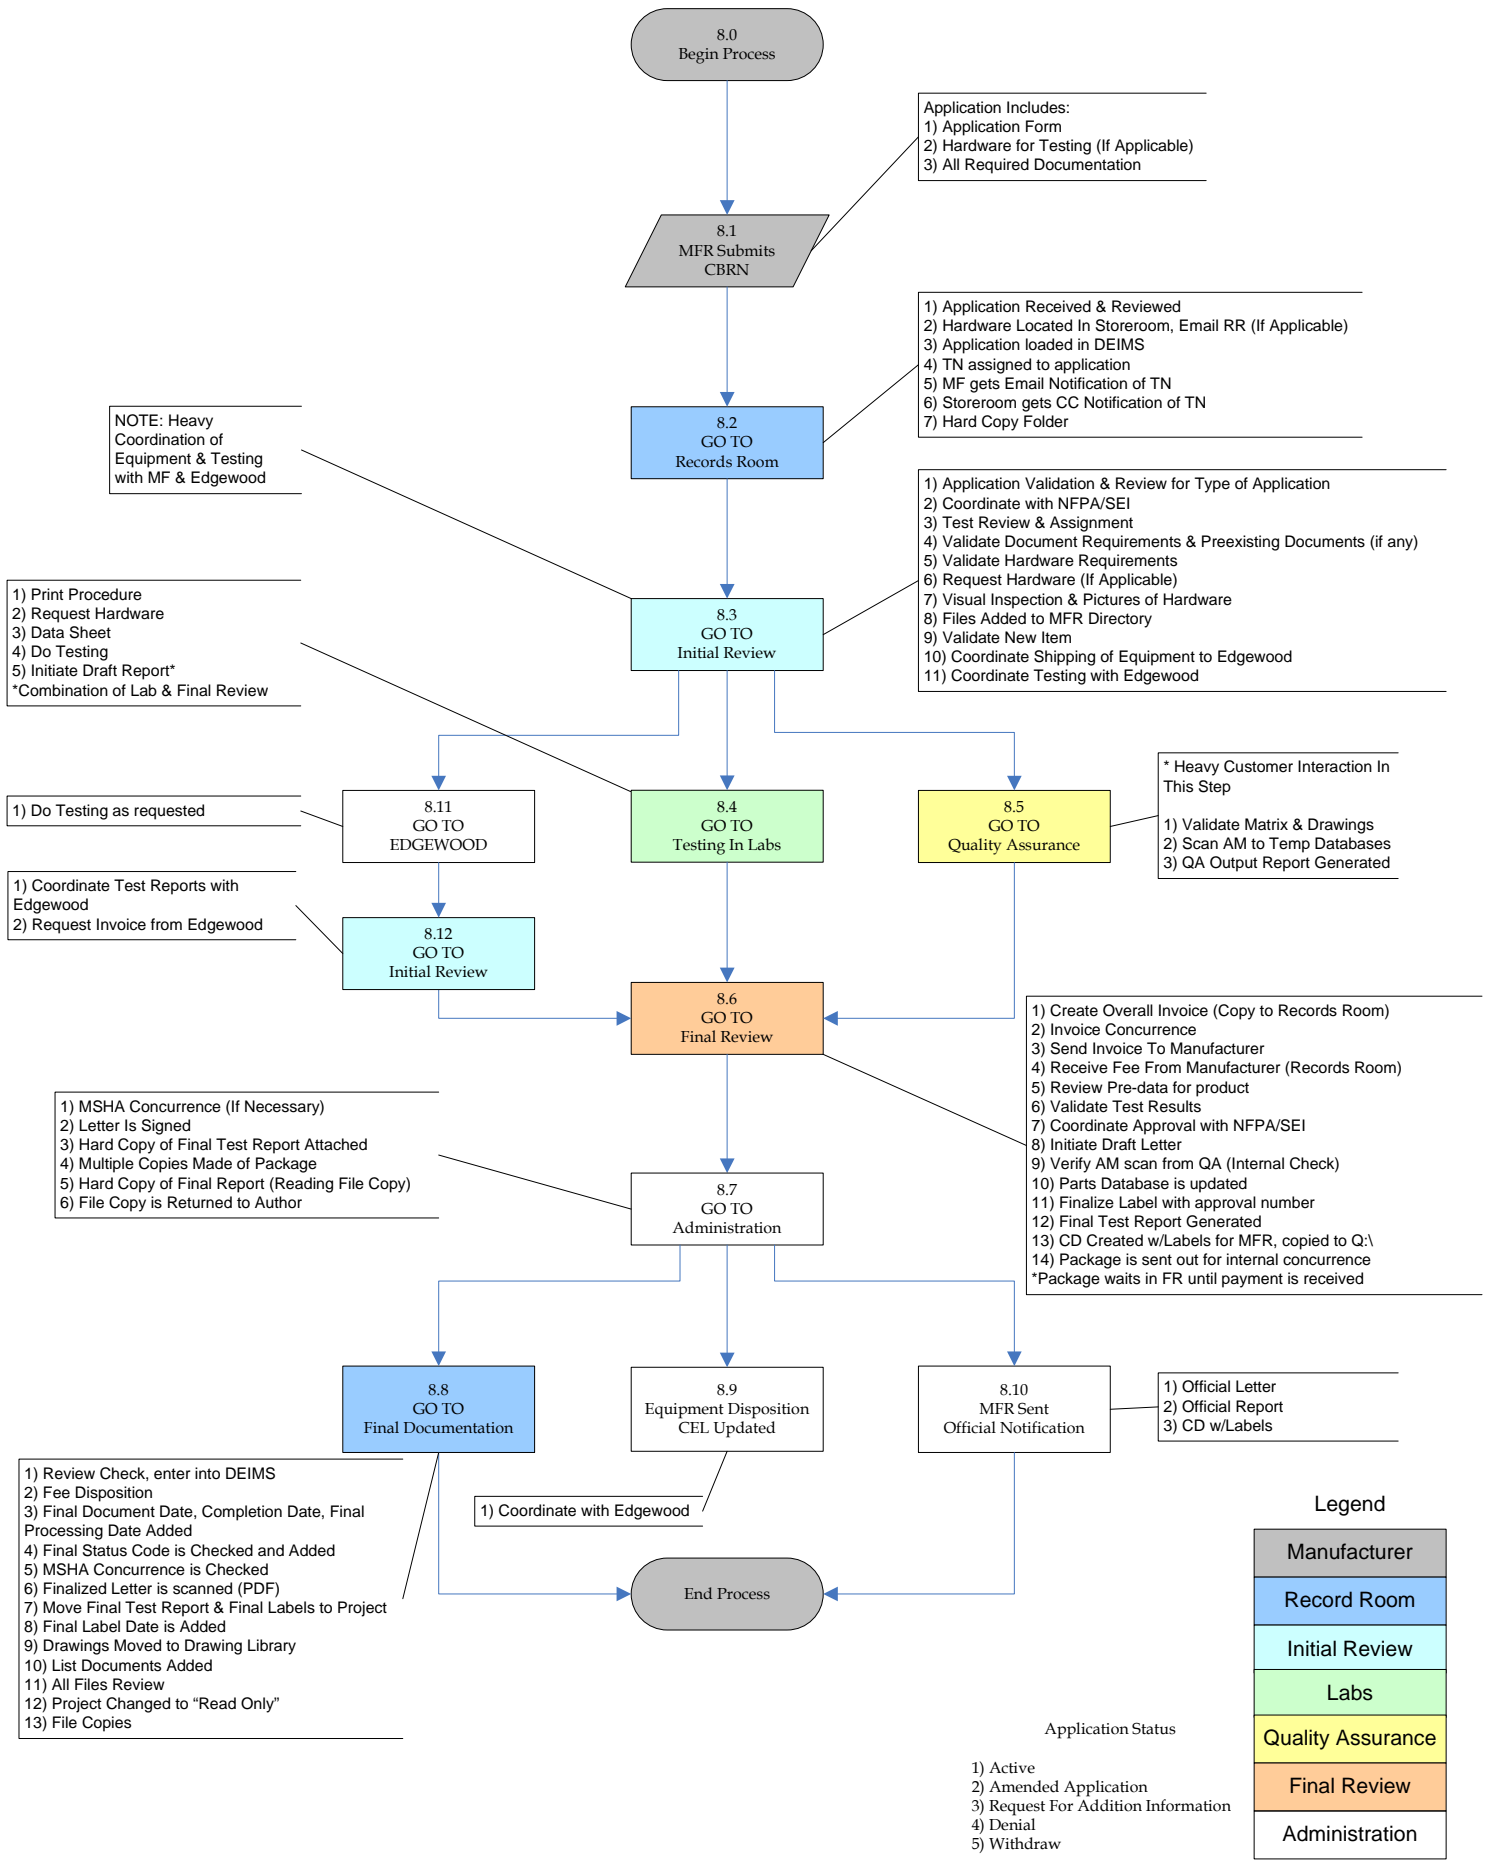 8.0
Begin Process
Application Includes:
1) Application Form
2) Hardware for Testing (If Applicable)
3) All Required Documentation
8.1
MFR Submits
CBRN
1) Application Received & Reviewed
2) Hardware Located In Storeroom, Email RR (If Applicable)
3) Application loaded in DEIMS
4) TN assigned to application
5) MF gets Email Notification of TN
6) Storeroom gets CC Notification of TN
7) Hard Copy Folder
8.2
GO TO
Records Room
NOTE: Heavy
Coordination of
Equipment & Testing
with MF & Edgewood
1) Application Validation & Review for Type of Application
2) Coordinate with NFPA/SEI
3) Test Review & Assignment
4) Validate Document Requirements & Preexisting Documents (if any)
5) Validate Hardware Requirements
6) Request Hardware (If Applicable)
7) Visual Inspection & Pictures of Hardware
8) Files Added to MFR Directory
9) Validate New Item
10) Coordinate Shipping of Equipment to Edgewood
11) Coordinate Testing with Edgewood
1) Print Procedure
2) Request Hardware
3) Data Sheet
4) Do Testing
5) Initiate Draft Report*
*Combination of Lab & Final Review
8.3
GO TO
Initial Review
* Heavy Customer Interaction In
This Step
1) Validate Matrix & Drawings
2) Scan AM to Temp Databases
3) QA Output Report Generated
1) Do Testing as requested
8.11
GO TO
EDGEWOOD
8.4
GO TO
Testing In Labs
8.5
GO TO
Quality Assurance
1) Coordinate Test Reports with
Edgewood
2) Request Invoice from Edgewood
8.12
GO TO
Initial Review
8.6
GO TO
Final Review
1) Create Overall Invoice (Copy to Records Room)
2) Invoice Concurrence
3) Send Invoice To Manufacturer
4) Receive Fee From Manufacturer (Records Room)
5) Review Pre-data for product
6) Validate Test Results
7) Coordinate Approval with NFPA/SEI
8) Initiate Draft Letter
9) Verify AM scan from QA (Internal Check)
10) Parts Database is updated
11) Finalize Label with approval number
12) Final Test Report Generated
13) CD Created w/Labels for MFR, copied to Q:\
14) Package is sent out for internal concurrence
*Package waits in FR until payment is received
1) MSHA Concurrence (If Necessary)
2) Letter Is Signed
3) Hard Copy of Final Test Report Attached
4) Multiple Copies Made of Package
5) Hard Copy of Final Report (Reading File Copy)
6) File Copy is Returned to Author
8.7
GO TO
Administration
8.8
GO TO
Final Documentation
8.9
Equipment Disposition
CEL Updated
8.10
MFR Sent
Official Notification
1) Official Letter
2) Official Report
3) CD w/Labels
1) Review Check, enter into DEIMS
2) Fee Disposition
3) Final Document Date, Completion Date, Final
Processing Date Added
4) Final Status Code is Checked and Added
5) MSHA Concurrence is Checked
6) Finalized Letter is scanned (PDF)
7) Move Final Test Report & Final Labels to Project
8) Final Label Date is Added
9) Drawings Moved to Drawing Library
10) List Documents Added
11) All Files Review
12) Project Changed to “Read Only”
13) File Copies
1) Coordinate with Edgewood
End Process
Legend
Manufacturer
Record Room
Initial Review
Labs
Quality Assurance
Final Review
Administration
Application Status
1) Active
2) Amended Application
3) Request For Addition Information
4) Denial
5) Withdraw